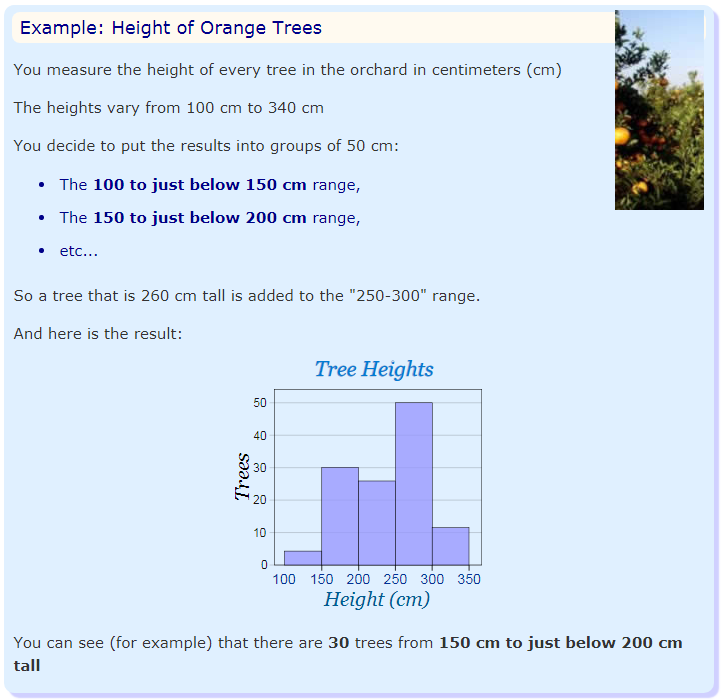 Example: Height of Orange Trees
You measure the height of every tree in the orchard in centimeters (cm)
The heights vary from 100 cm to 340 cm
You decide to put the results into groups of 50 cm:
• The 100 to just below 150 cm range,
• The 150 to just below 200 cm range,
• etc...
So a tree that is 260 cm tall is added to the "250-300" range.
And here is the result:
Tree Heights
50
40
30
20
10
0
Trees
100 150 200 250 300 350
Height (cm)
You can see (for example) that there are 30 trees from 150 cm to just below 200 cm
tall